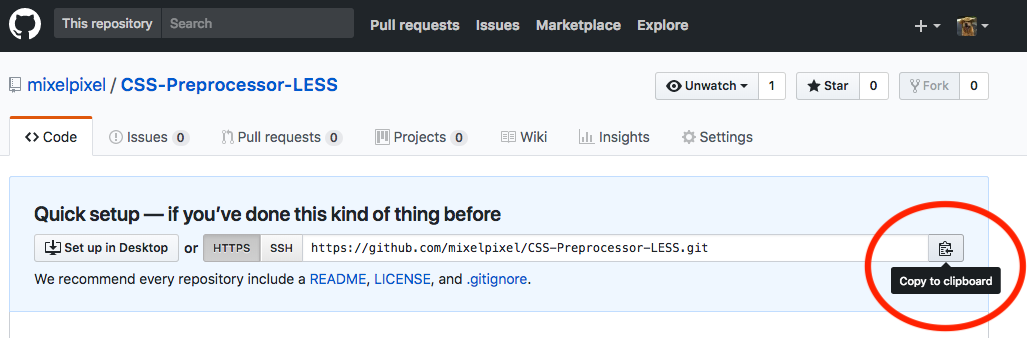 This repository Search Pull requests Issues Marketplace Explore
mixelpixel / CSS-Preprocessor-LESS Unwatch 1 Star 0 Fork 0
Code Issues 0 Pull requests 0 Projects 0 Wiki Insights Settings
Quick setup — if you’ve done this kind of thing before
Set up in Desktop or HTTPS SSH https://github.com/mixelpixel/CSS-Preprocessor-LESS.git
Copy to clipboard
We recommend every repository include a README, LICENSE, and .gitignore.